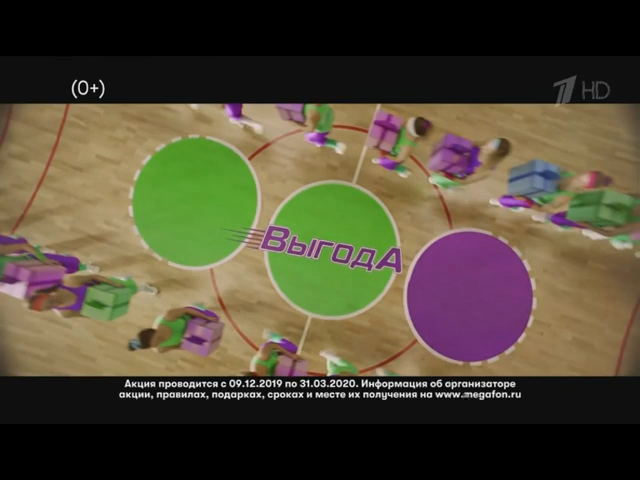 (0+)
1 HD
ВыгодА
Акция проводится с 09.12.2019 по 31.03.2020. Информация об организаторе
акции, правилах, подарках, сроках и месте их получения на www.megafon.ru